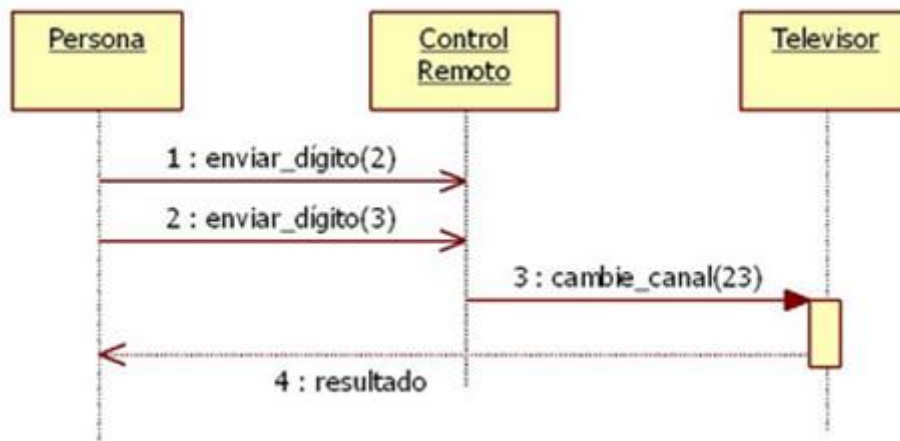 Persona
Control
Remoto
Televisor
1 : enviar_dígito(2)
2 : enviar_dígito(3)
3 : cambie_canal(23)
4 : resultado